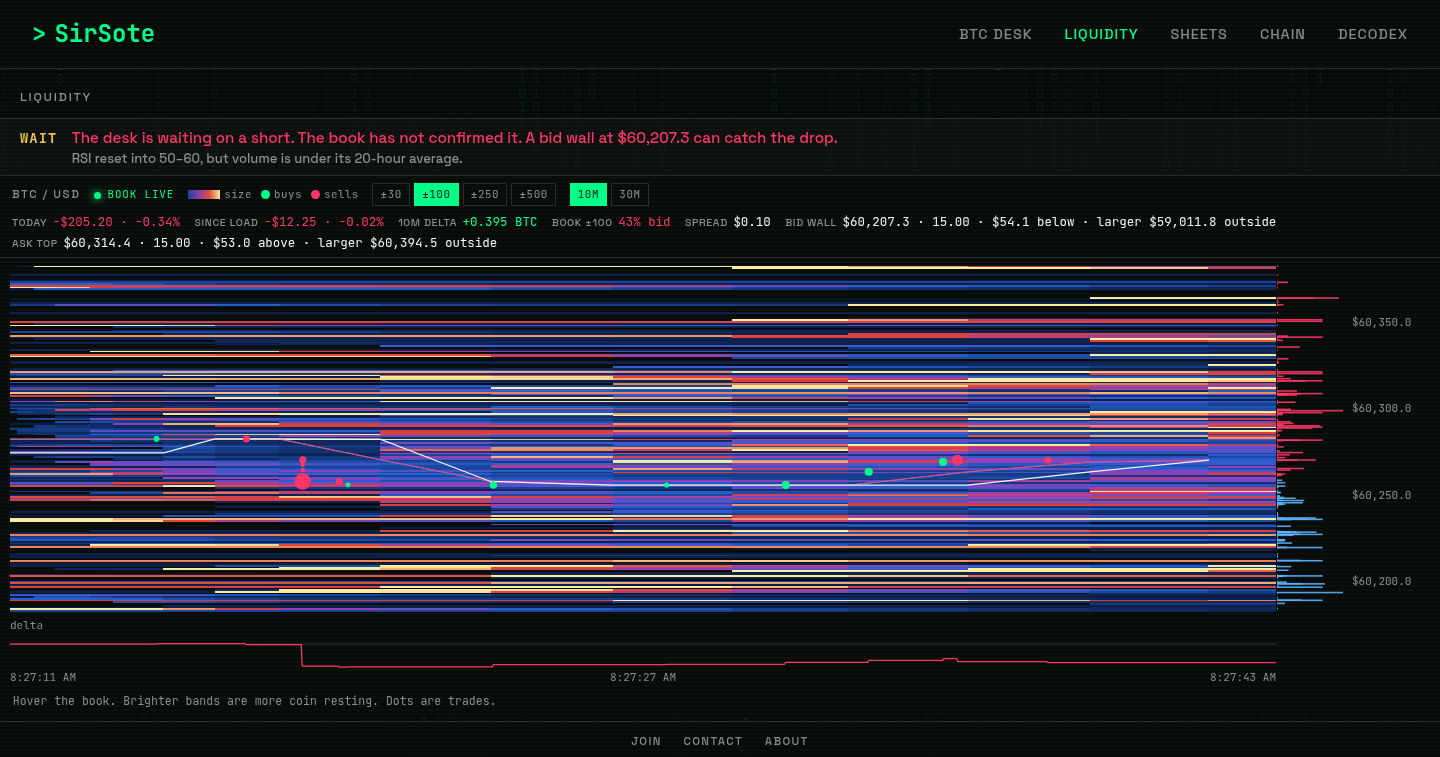 > SirSote
BTC DESK LIQUIDITY SHEETS CHAIN DECODEX
LIQUIDITY
WAIT The desk is waiting on a short. The book has not confirmed it. A bid wall at $60,207.3 can catch the drop.
RSI reset into 50–60, but volume is under its 20-hour average.
BTC / USD BOOK LIVE size buys sells ±30 ±100 ±250 ±500 10M 30M
TODAY -$205.20 · -0.34% SINCE LOAD -$12.25 · -0.02% 10M DELTA +0.395 BTC BOOK ±100 43% bid SPREAD $0.10 BID WALL $60,207.3 · 15.00 · $54.1 below · larger $59,011.8 outside
ASK TOP $60,314.4 · 15.00 · $53.0 above · larger $60,394.5 outside
$60,350.0
$60,300.0
$60,250.0
$60,200.0
delta
8:27:11 AM 8:27:27 AM 8:27:43 AM
Hover the book. Brighter bands are more coin resting. Dots are trades.
JOIN CONTACT ABOUT